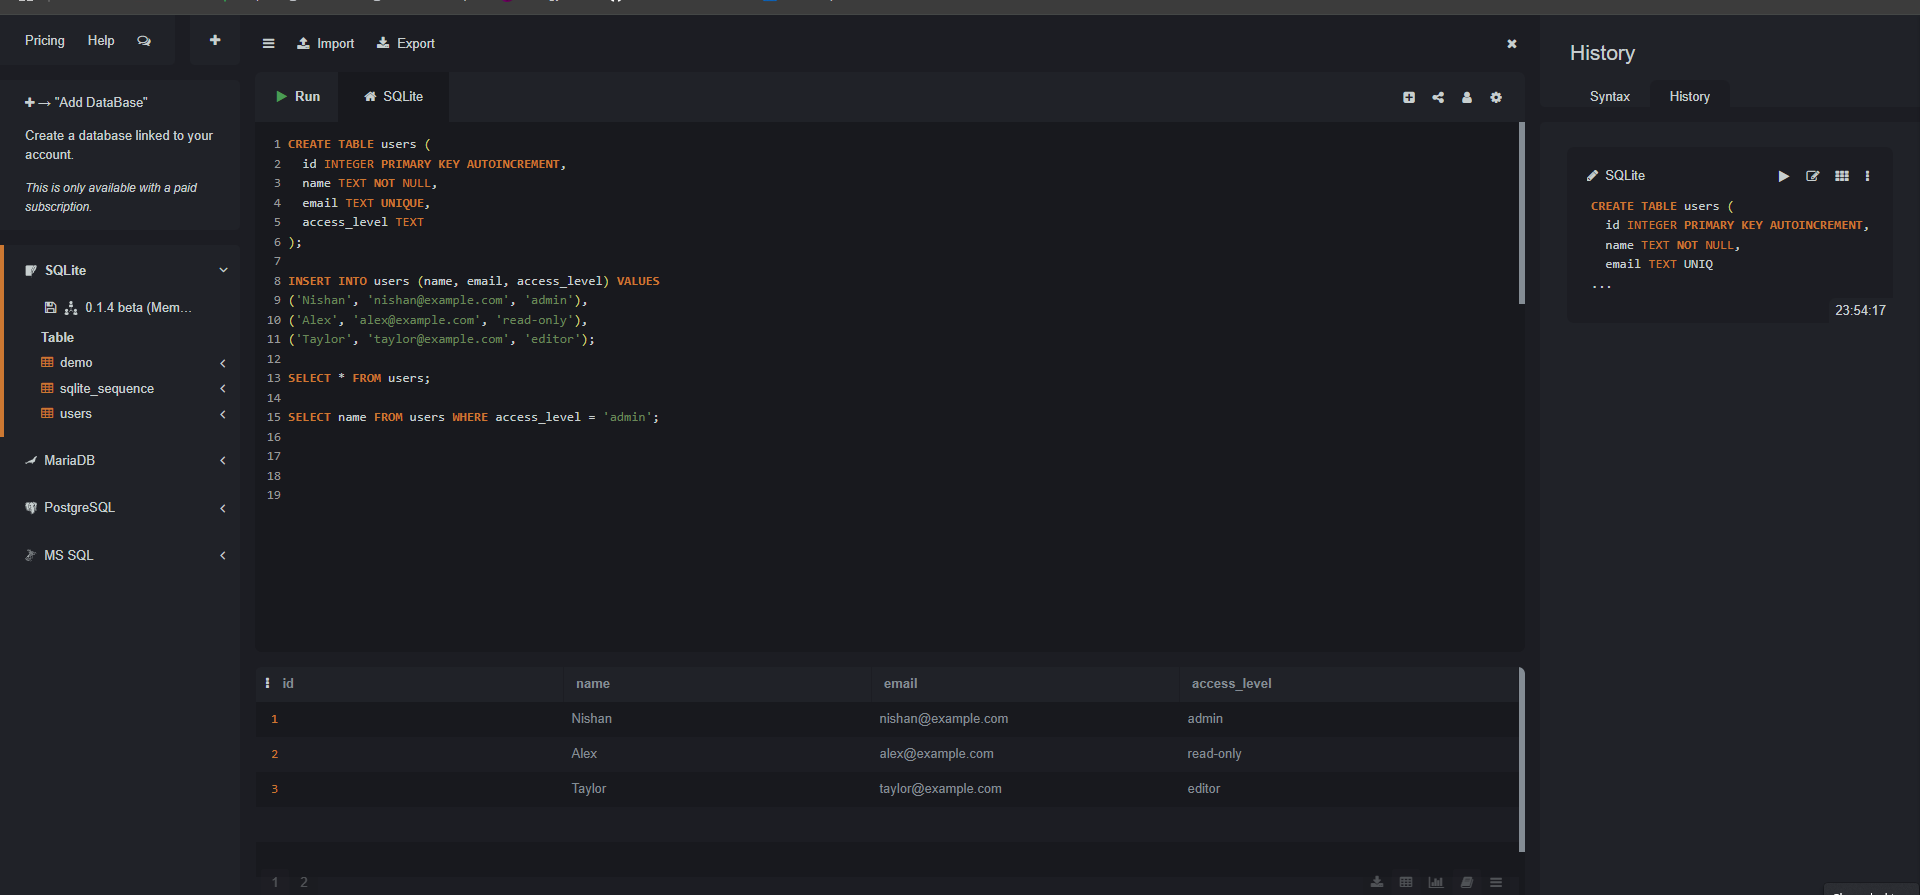 Pricing Help
Import Export
"Add DataBase"
Create a database linked to your
account.
This is only available with a paid
subscription.
SQLite
0.1.4 beta (Mem...
Table
demo
sqlite_sequence
users
MariaDB
PostgreSQL
MS SQL
Run SQLite
1 CREATE TABLE users (
2 id INTEGER PRIMARY KEY AUTOINCREMENT,
3 name TEXT NOT NULL,
4 email TEXT UNIQUE,
5 access_level TEXT
6 );
7
8 INSERT INTO users (name, email, access_level) VALUES
9 ('Nishan', 'nishan@example.com', 'admin'),
10 ('Alex', 'alex@example.com', 'read-only'),
11 ('Taylor', 'taylor@example.com', 'editor');
12
13 SELECT * FROM users;
14
15 SELECT name FROM users WHERE access_level = 'admin';
16
17
18
19
id name email access_level
1 Nishan nishan@example.com admin
2 Alex alex@example.com read-only
3 Taylor taylor@example.com editor
1 2
History
Syntax History
SQLite
CREATE TABLE users (
id INTEGER PRIMARY KEY AUTOINCREMENT,
name TEXT NOT NULL,
email TEXT UNIQ
...
23:54:17